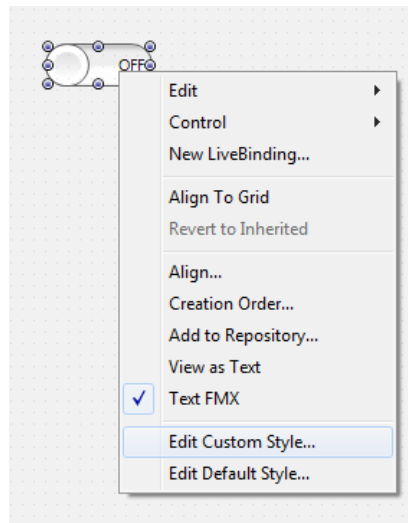 OFF
Edit
Control
New LiveBinding...
Align To Grid
Revert to Inherited
Align...
Creation Order...
Add to Repository...
View as Text
Text FMX
Edit Custom Style...
Edit Default Style...